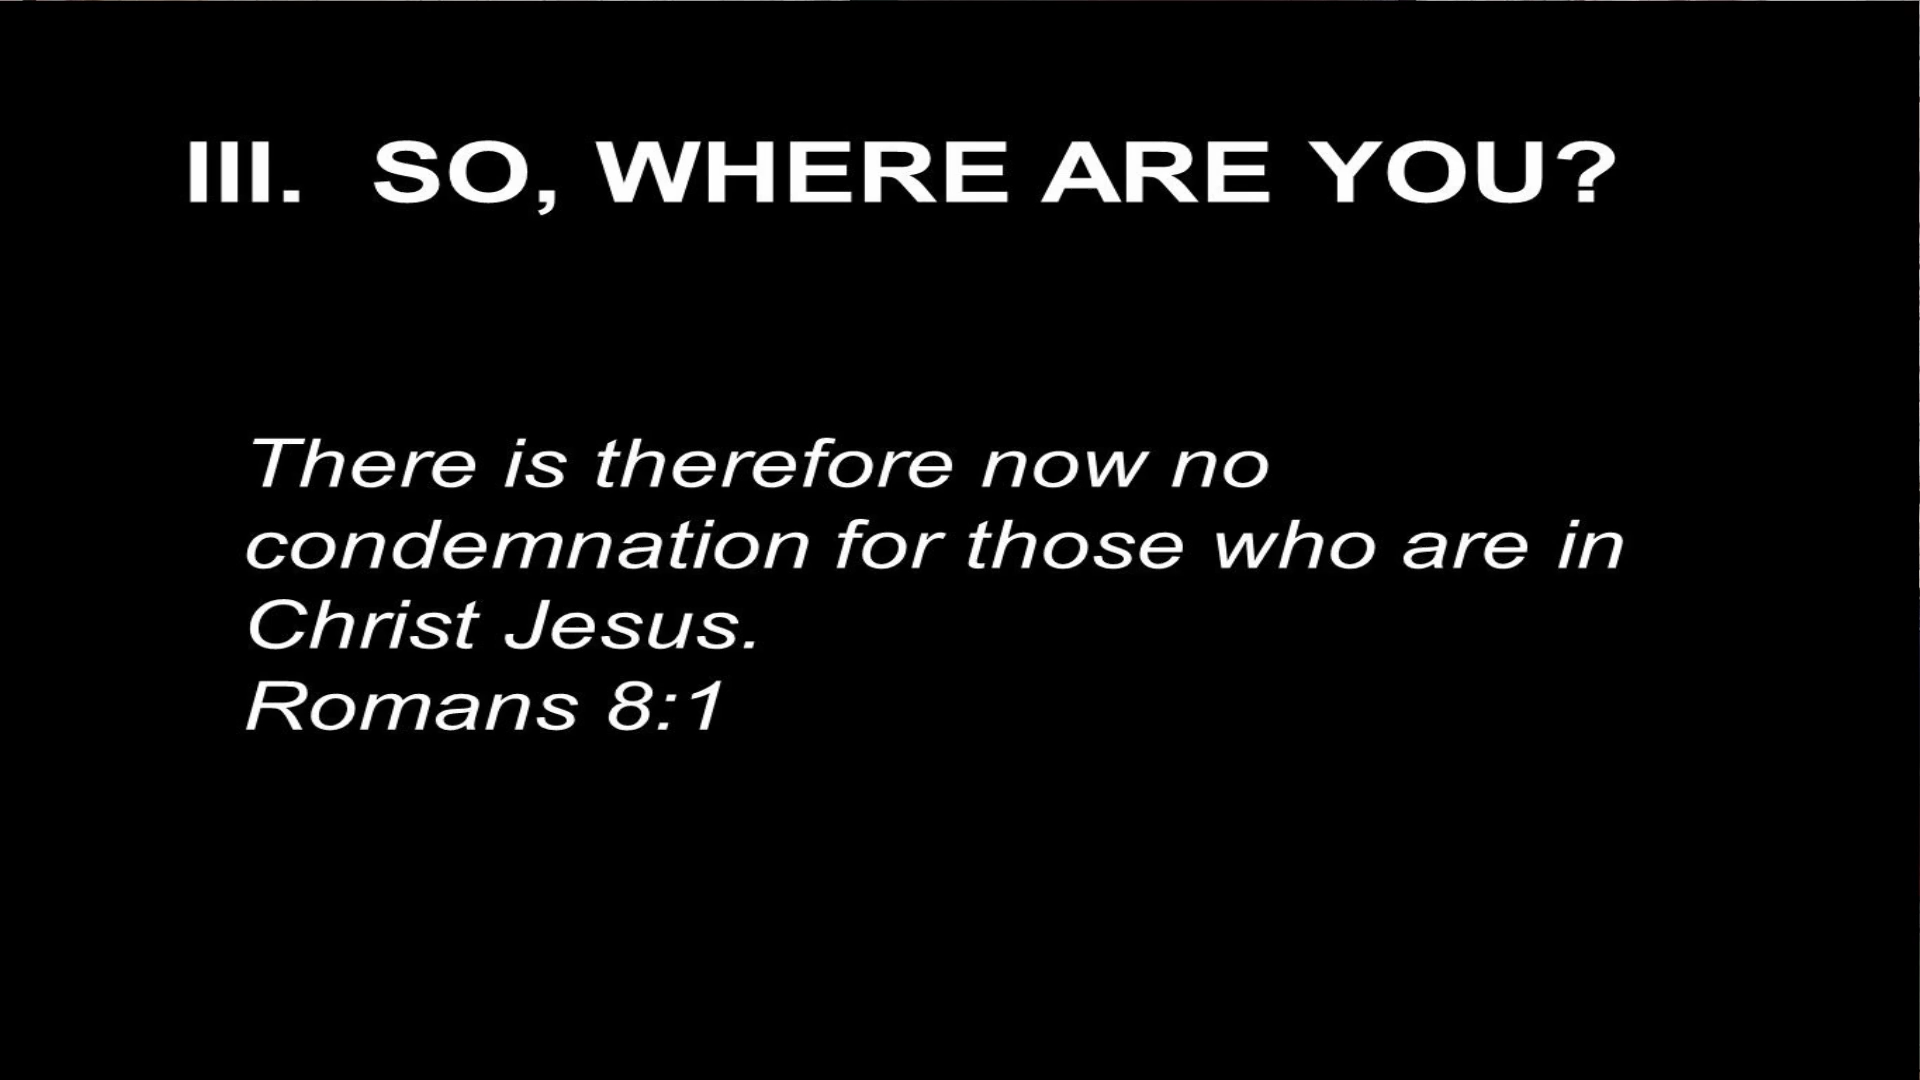 III. SO, WHERE ARE YOU?
There is therefore now no
condemnation for those who are in
Christ Jesus.
Romans 8:1